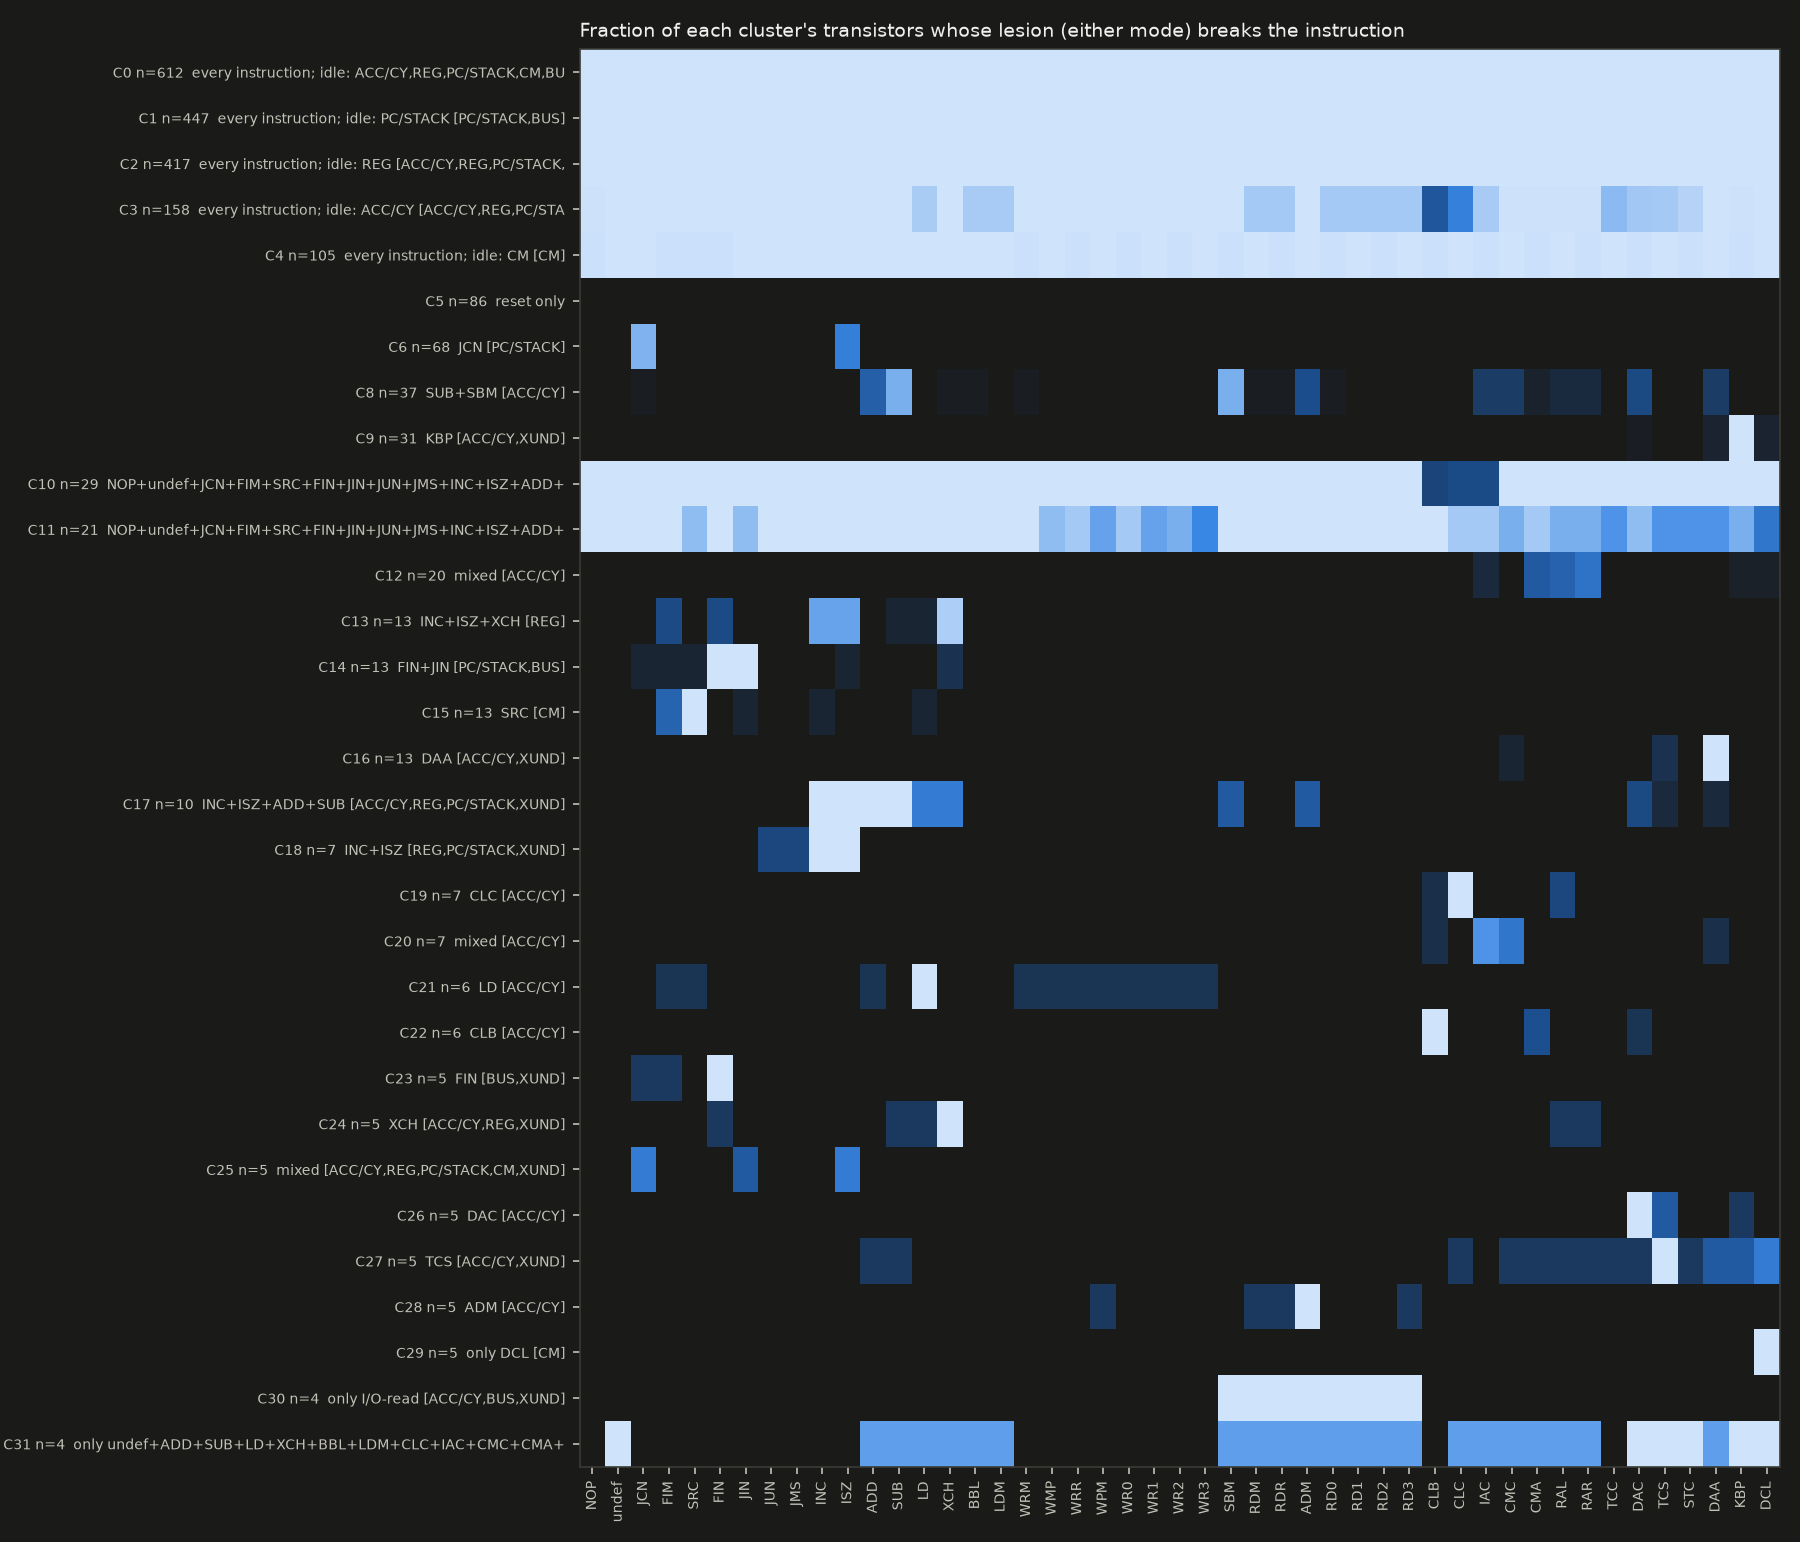 Fraction of each cluster's transistors whose lesion (either mode) breaks the instruction
C0 n=612  every instruction; idle: ACC/CY,REG,PC/STACK,CM,BU
C1 n=447  every instruction; idle: PC/STACK [PC/STACK,BUS]
C2 n=417  every instruction; idle: REG [ACC/CY,REG,PC/STACK,
C3 n=158  every instruction; idle: ACC/CY [ACC/CY,REG,PC/STA
C4 n=105  every instruction; idle: CM [CM]
C5 n=86  reset only
C6 n=68  JCN [PC/STACK]
C8 n=37  SUB+SBM [ACC/CY]
C9 n=31  KBP [ACC/CY,XUND]
C10 n=29  NOP+undef+JCN+FIM+SRC+FIN+JIN+JUN+JMS+INC+ISZ+ADD+
C11 n=21  NOP+undef+JCN+FIM+SRC+FIN+JIN+JUN+JMS+INC+ISZ+ADD+
C12 n=20  mixed [ACC/CY]
C13 n=13  INC+ISZ+XCH [REG]
C14 n=13  FIN+JIN [PC/STACK,BUS]
C15 n=13  SRC [CM]
C16 n=13  DAA [ACC/CY,XUND]
C17 n=10  INC+ISZ+ADD+SUB [ACC/CY,REG,PC/STACK,XUND]
C18 n=7  INC+ISZ [REG,PC/STACK,XUND]
C19 n=7  CLC [ACC/CY]
C20 n=7  mixed [ACC/CY]
C21 n=6  LD [ACC/CY]
C22 n=6  CLB [ACC/CY]
C23 n=5  FIN [BUS,XUND]
C24 n=5  XCH [ACC/CY,REG,XUND]
C25 n=5  mixed [ACC/CY,REG,PC/STACK,CM,XUND]
C26 n=5  DAC [ACC/CY]
C27 n=5  TCS [ACC/CY,XUND]
C28 n=5  ADM [ACC/CY]
C29 n=5  only DCL [CM]
C30 n=4  only I/O-read [ACC/CY,BUS,XUND]
C31 n=4  only undef+ADD+SUB+LD+XCH+BBL+LDM+CLC+IAC+CMC+CMA+
NOP
undef
JCN
FIM
SRC
FIN
JIN
JUN
JMS
INC
ISZ
ADD
SUB
LD
XCH
BBL
LDM
WRM
WMP
WRR
WPM
WR0
WR1
WR2
WR3
SBM
RDM
RDR
ADM
RD0
RD1
RD2
RD3
CLB
CLC
IAC
CMC
CMA
RAL
RAR
TCC
DAC
TCS
STC
DAA
KBP
DCL